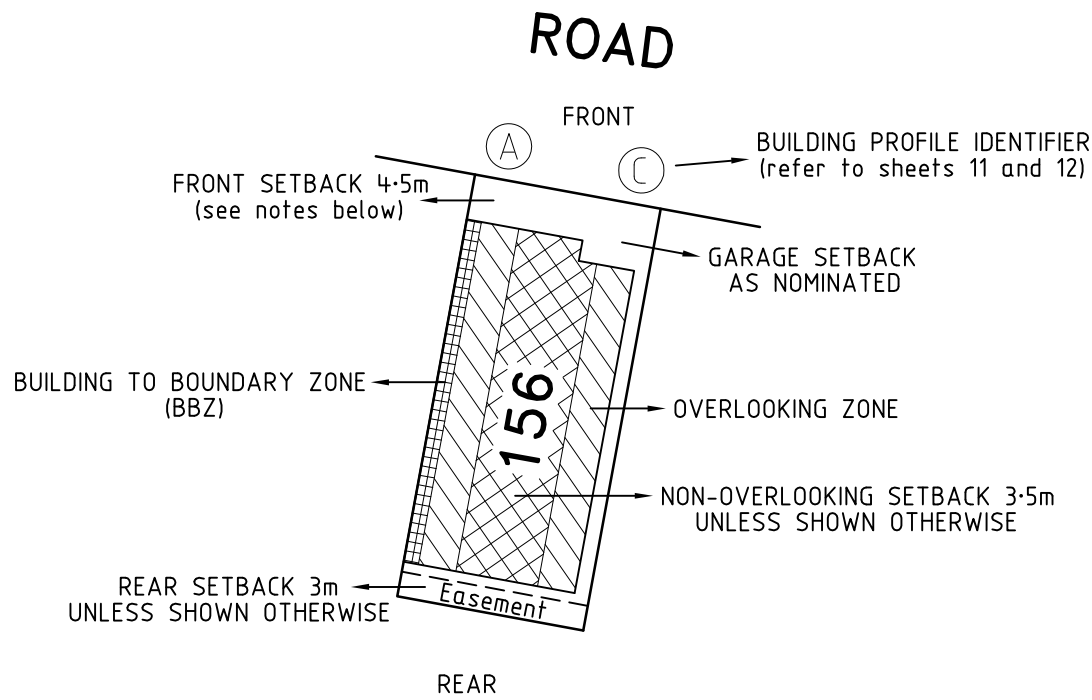 ROAD
FRONT
A
C
BUILDING PROFILE IDENTIFIER
(refer to sheets 11 and 12)
FRONT SETBACK 4·5m
(see notes below)
GARAGE SETBACK
AS NOMINATED
BUILDING TO BOUNDARY ZONE
(BBZ)
156
OVERLOOKING ZONE
NON-OVERLOOKING SETBACK 3·5m
UNLESS SHOWN OTHERWISE
REAR SETBACK 3m
UNLESS SHOWN OTHERWISE
Easement
REAR